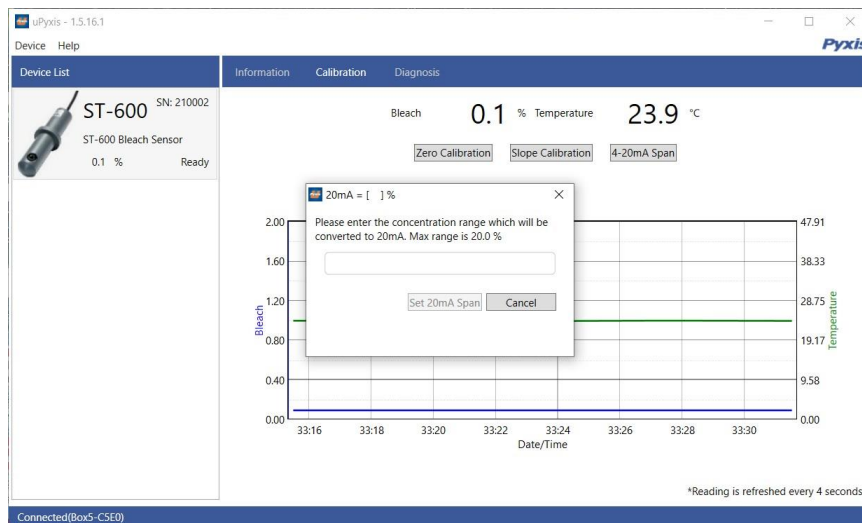 uPyxis - 1.5.16.1
Device Help
Pyxis
Device List
Information Calibration Diagnosis
ST-600 SN: 210002
ST-600 Bleach Sensor
0.1 % Ready
Bleach 0.1 % Temperature 23.9 °C
Zero Calibration Slope Calibration 4-20mA Span
20mA = [ ] %
Please enter the concentration range which will be
converted to 20mA. Max range is 20.0 %
Set 20mA Span Cancel
2.00
1.60
1.20
0.80
0.40
0.00
Bleach
47.91
38.33
28.75
19.17
9.58
0.00
Temperature
33:16 33:18 33:20 33:22 33:24 33:26 33:28 33:30
Date/Time
*Reading is refreshed every 4 seconds
Connected(Box5-C5E0)